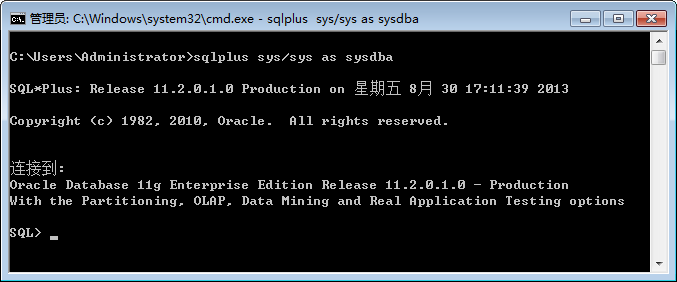 管理员: C:\Windows\system32\cmd.exe - sqlplus  sys/sys as sysdba
C:\Users\Administrator>sqlplus sys/sys as sysdba
SQL*Plus: Release 11.2.0.1.0 Production on 星期五 8月 30 17:11:39 2013
Copyright (c) 1982, 2010, Oracle.  All rights reserved.
连接到:
Oracle Database 11g Enterprise Edition Release 11.2.0.1.0 - Production
With the Partitioning, OLAP, Data Mining and Real Application Testing options
SQL> _